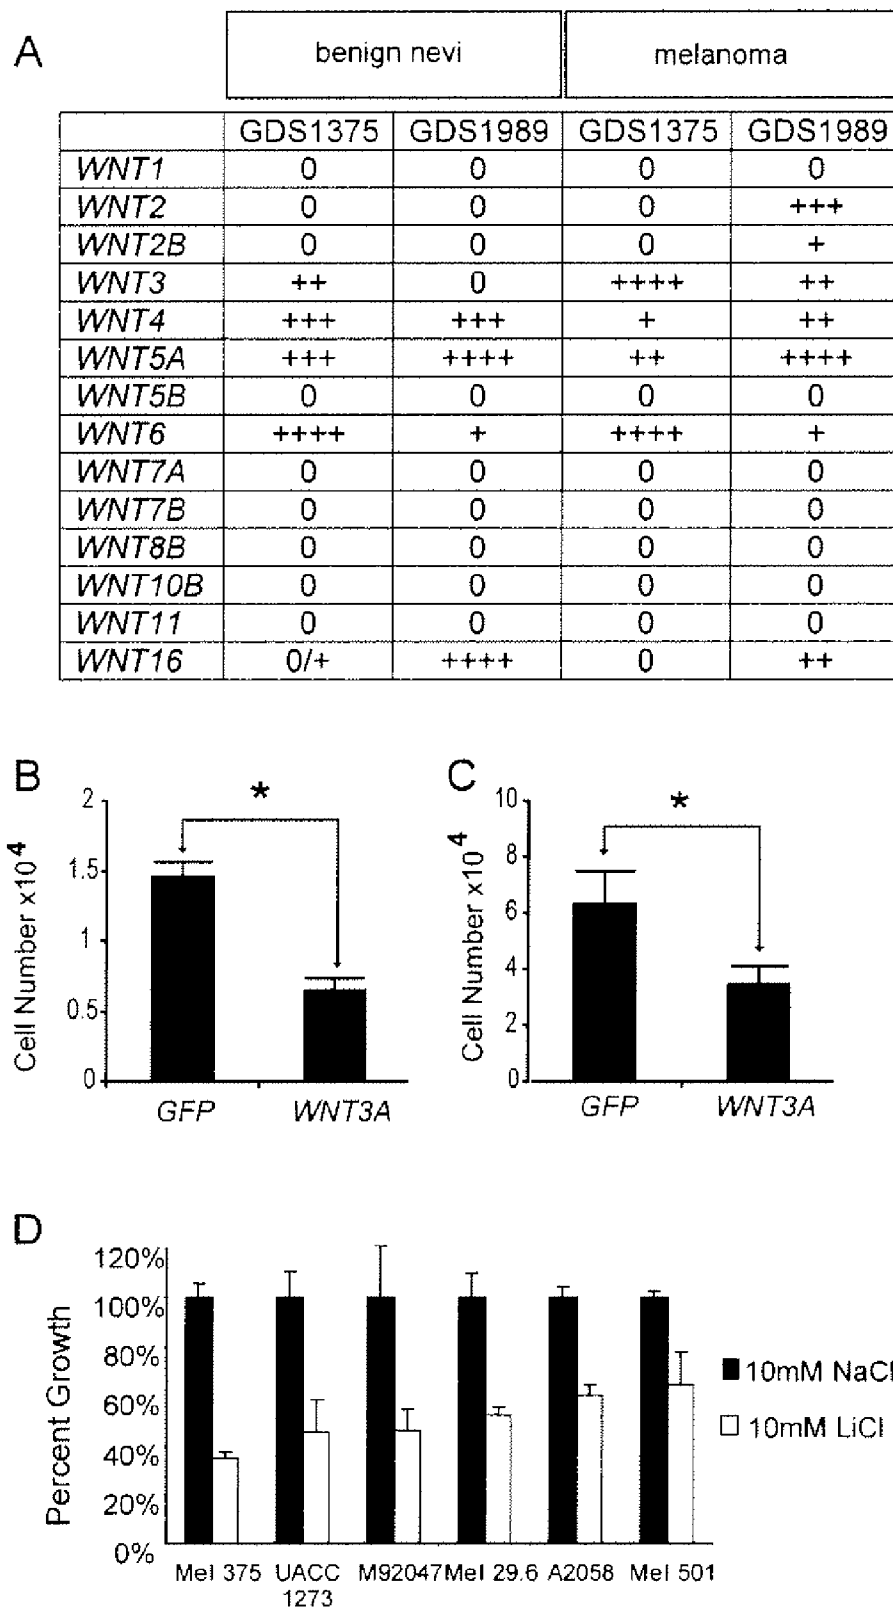 A
benign nevi melanoma
GDS1375 GDS1989 GDS1375 GDS1989
WNT1 0 0 0 0
WNT2 0 0 0 +++
WNT2B 0 0 0 +
WNT3 ++ 0 ++++ ++
WNT4 +++ +++ + ++
WNT5A +++ ++++ ++ ++++
WNT5B 0 0 0 0
WNT6 ++++ + ++++ +
WNT7A 0 0 0 0
WNT7B 0 0 0 0
WNT8B 0 0 0 0
WNT10B 0 0 0 0
WNT11 0 0 0 0
WNT16 0/+ ++++ 0 ++
B
Cell Number x10⁴
2
1.5
1
0.5
0
*
GFP WNT3A
C
Cell Number x10⁴
10
8
6
4
2
0
*
GFP WNT3A
D
Percent Growth
120%
100%
80%
60%
40%
20%
0%
Mel 375 UACC 1273 M92047 Mel 29.6 A2058 Mel 501
10mM NaCl
10mM LiCl